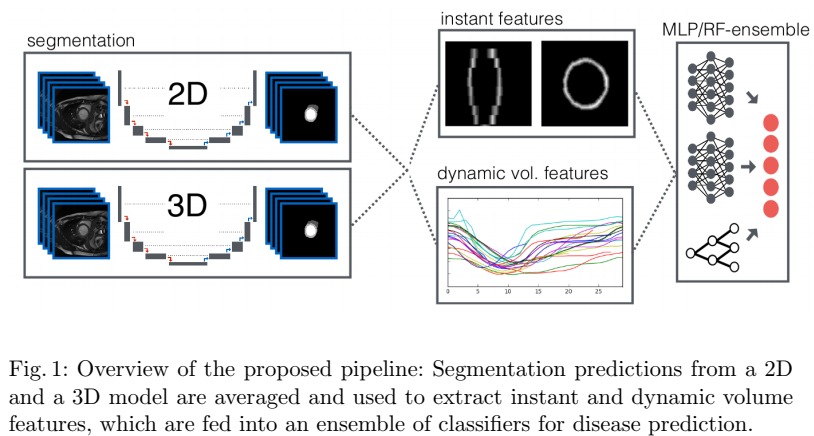 segmentation
2D
3D
instant features
dynamic vol. features
0 5 10 15 20 25
MLP/RF-ensemble
Fig. 1: Overview of the proposed pipeline: Segmentation predictions from a 2D
and a 3D model are averaged and used to extract instant and dynamic volume
features, which are fed into an ensemble of classifiers for disease prediction.